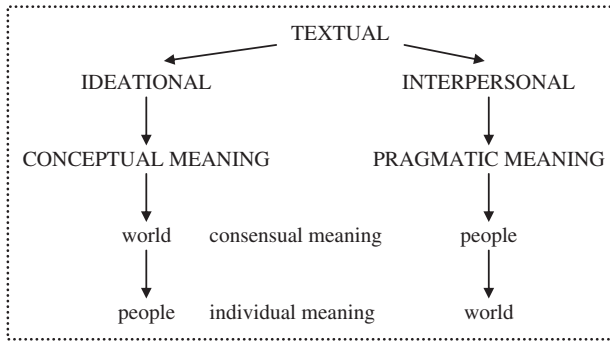 TEXTUAL
IDEATIONAL INTERPERSONAL
CONCEPTUAL MEANING PRAGMATIC MEANING
world consensual meaning people
people individual meaning world